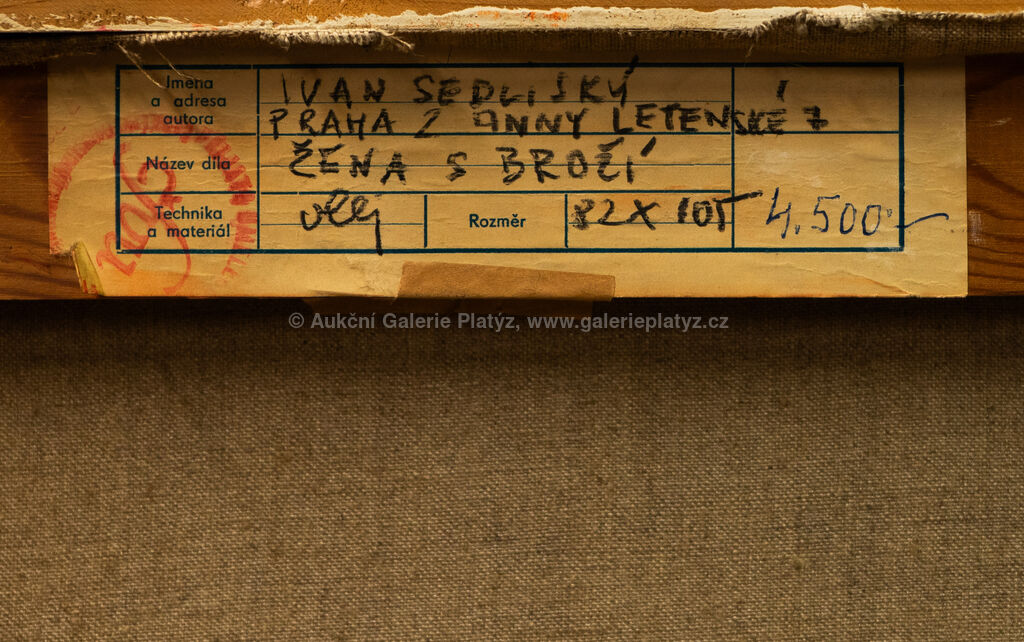 Jmena
a adresa
autora
IVAN SEDLISKÝ
PRAHA 2 ANNY LETENSKÉ 7
Název díla
ŽENA S BROŽÍ
Technika
a materiál
olej
Rozměr
82 X 105
4.500
© Aukční Galerie Platýz, www.galerieplatyz.cz